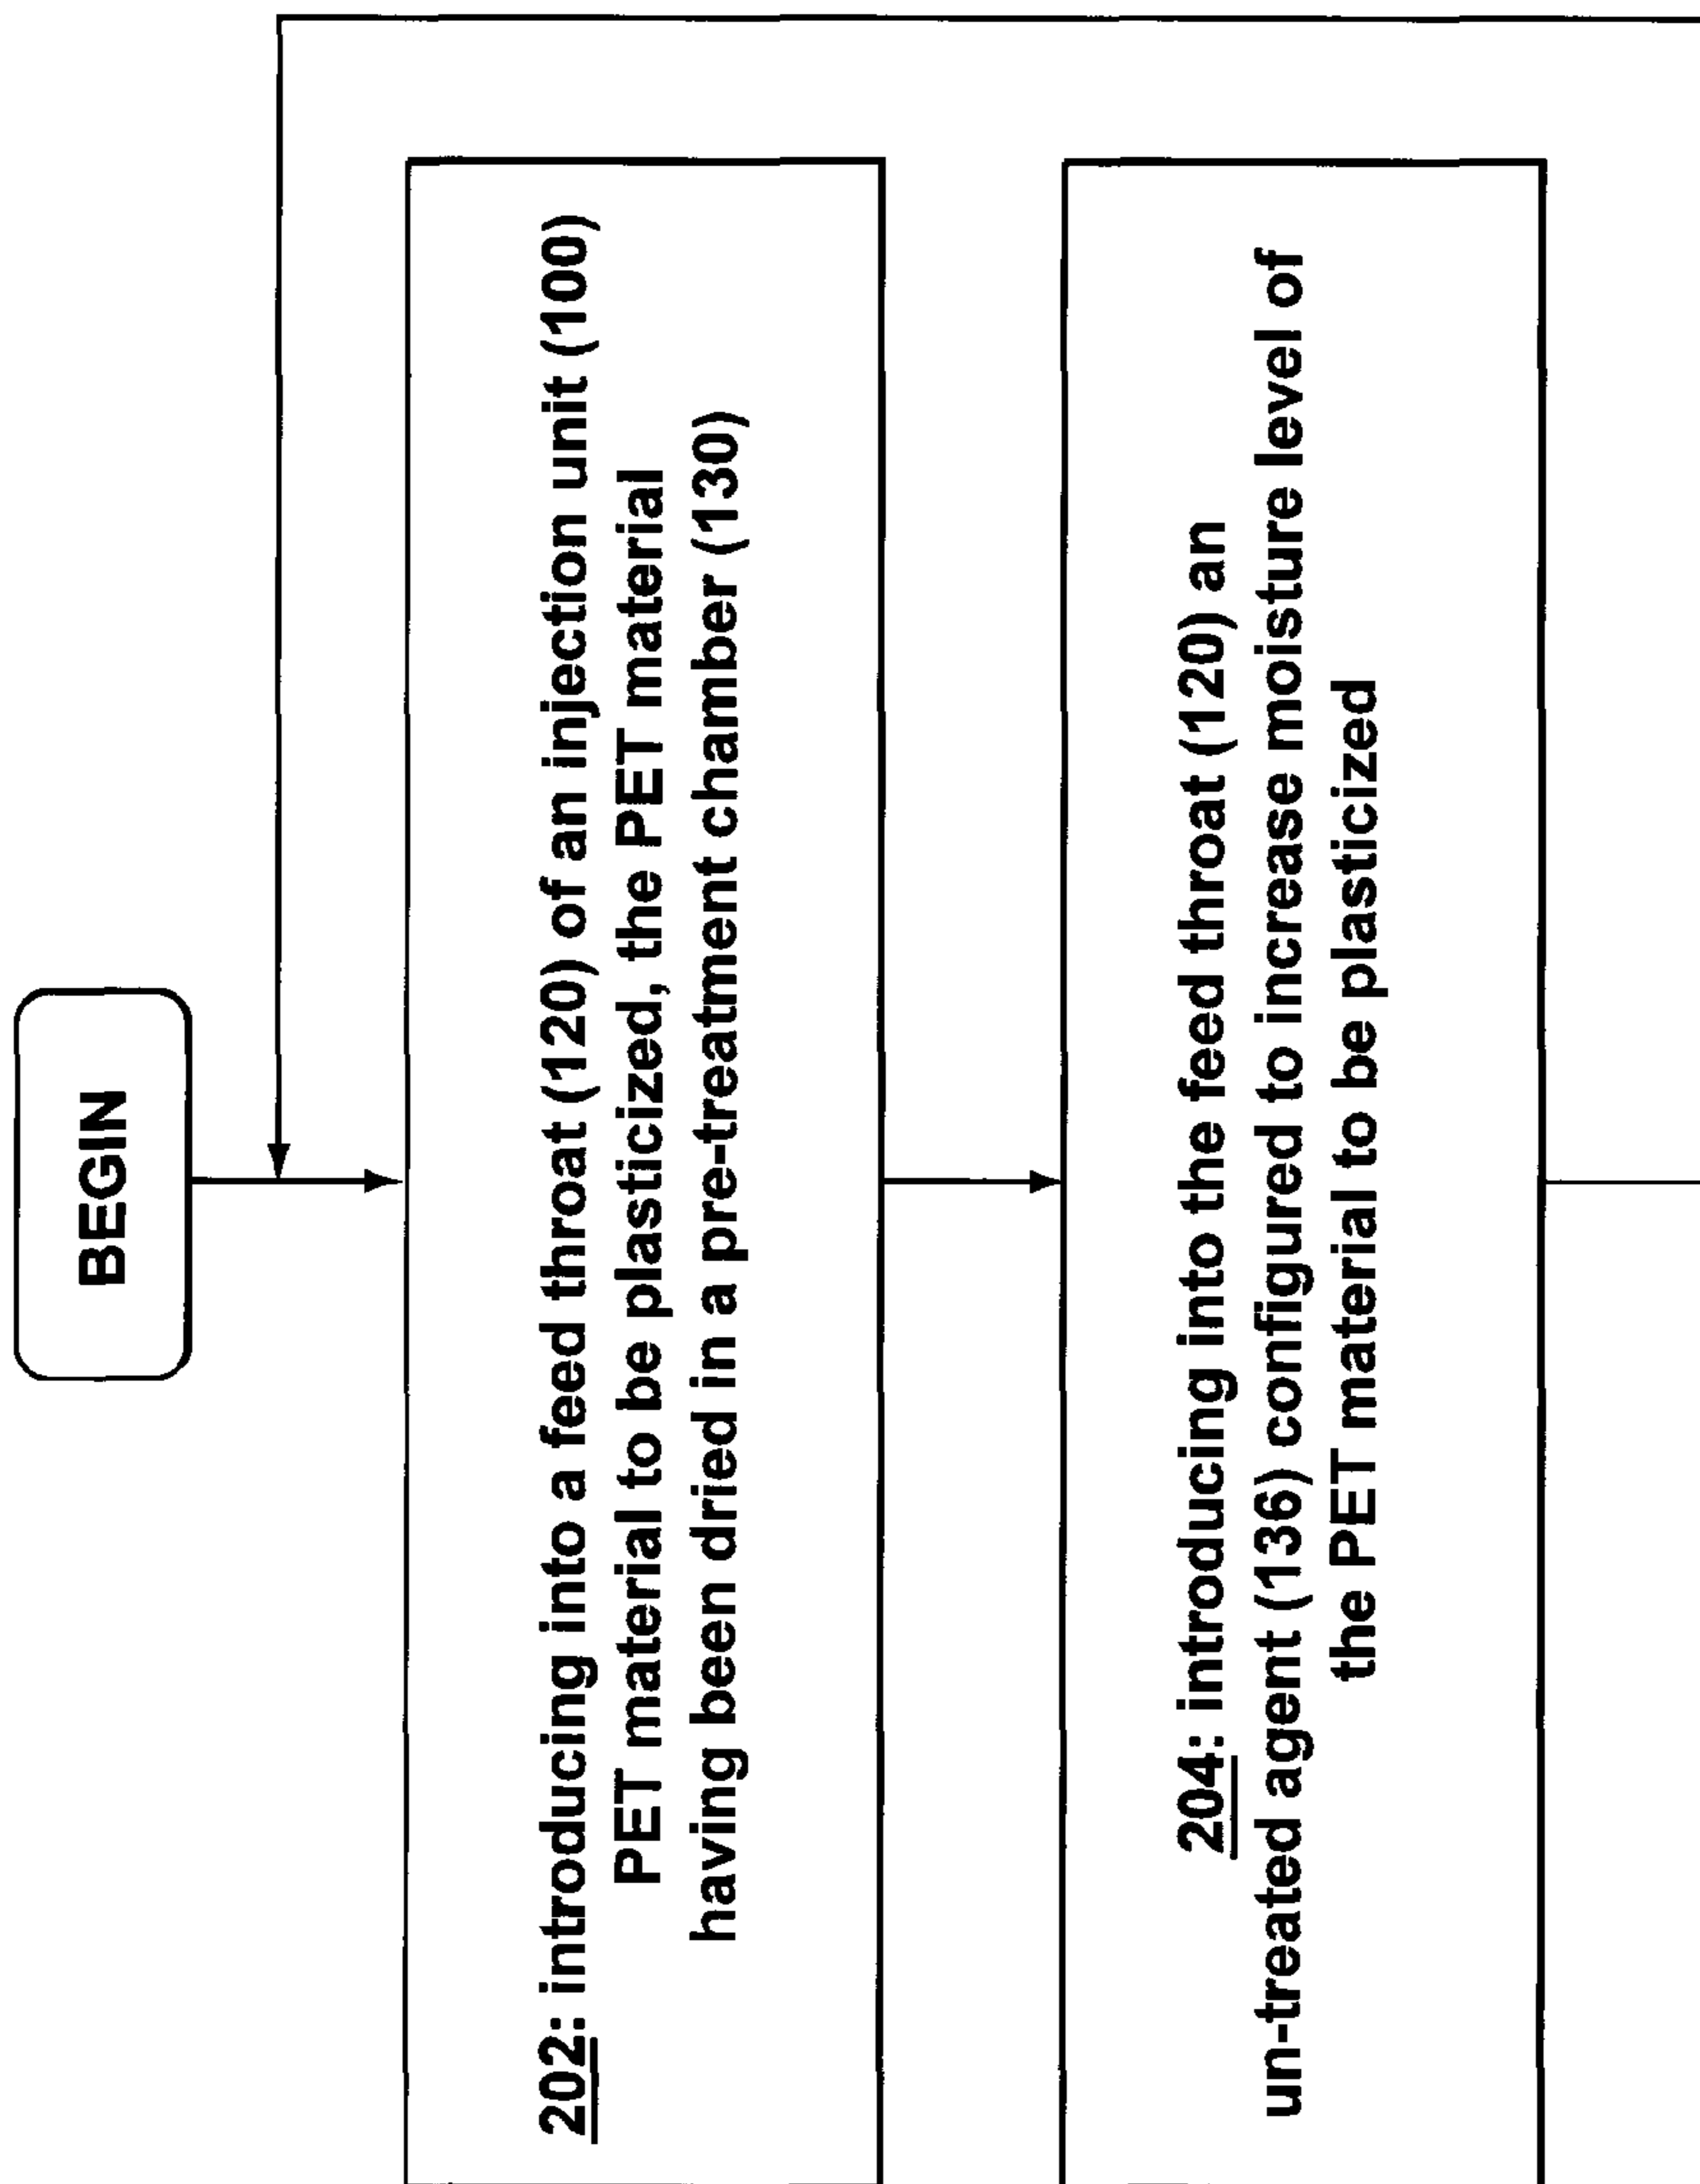 BEGIN
202: introducing into a feed throat (120) of an injection unit (100)
PET material to be plasticized, the PET material
having been dried in a pre-treatment chamber (130)
204: introducing into the feed throat (120) an
un-treated agent (136) configured to increase moisture level of
the PET material to be plasticized